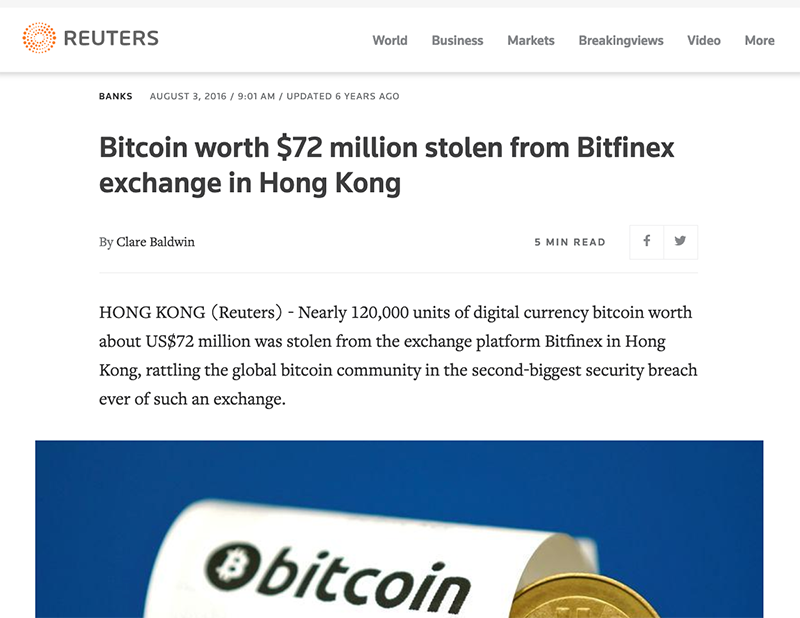 REUTERS
World Business Markets Breakingviews Video More
BANKS AUGUST 3, 2016 / 9:01 AM / UPDATED 6 YEARS AGO
Bitcoin worth $72 million stolen from Bitfinex
exchange in Hong Kong
By Clare Baldwin
5 MIN READ
HONG KONG (Reuters) - Nearly 120,000 units of digital currency bitcoin worth
about US$72 million was stolen from the exchange platform Bitfinex in Hong
Kong, rattling the global bitcoin community in the second-biggest security breach
ever of such an exchange.
bitcoin